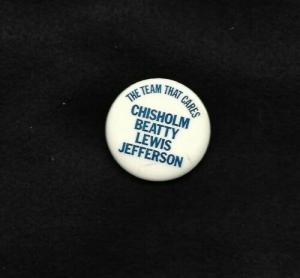 THE TEAM THAT CARES
CHISHOLM
BEATTY
LEWIS
JEFFERSON